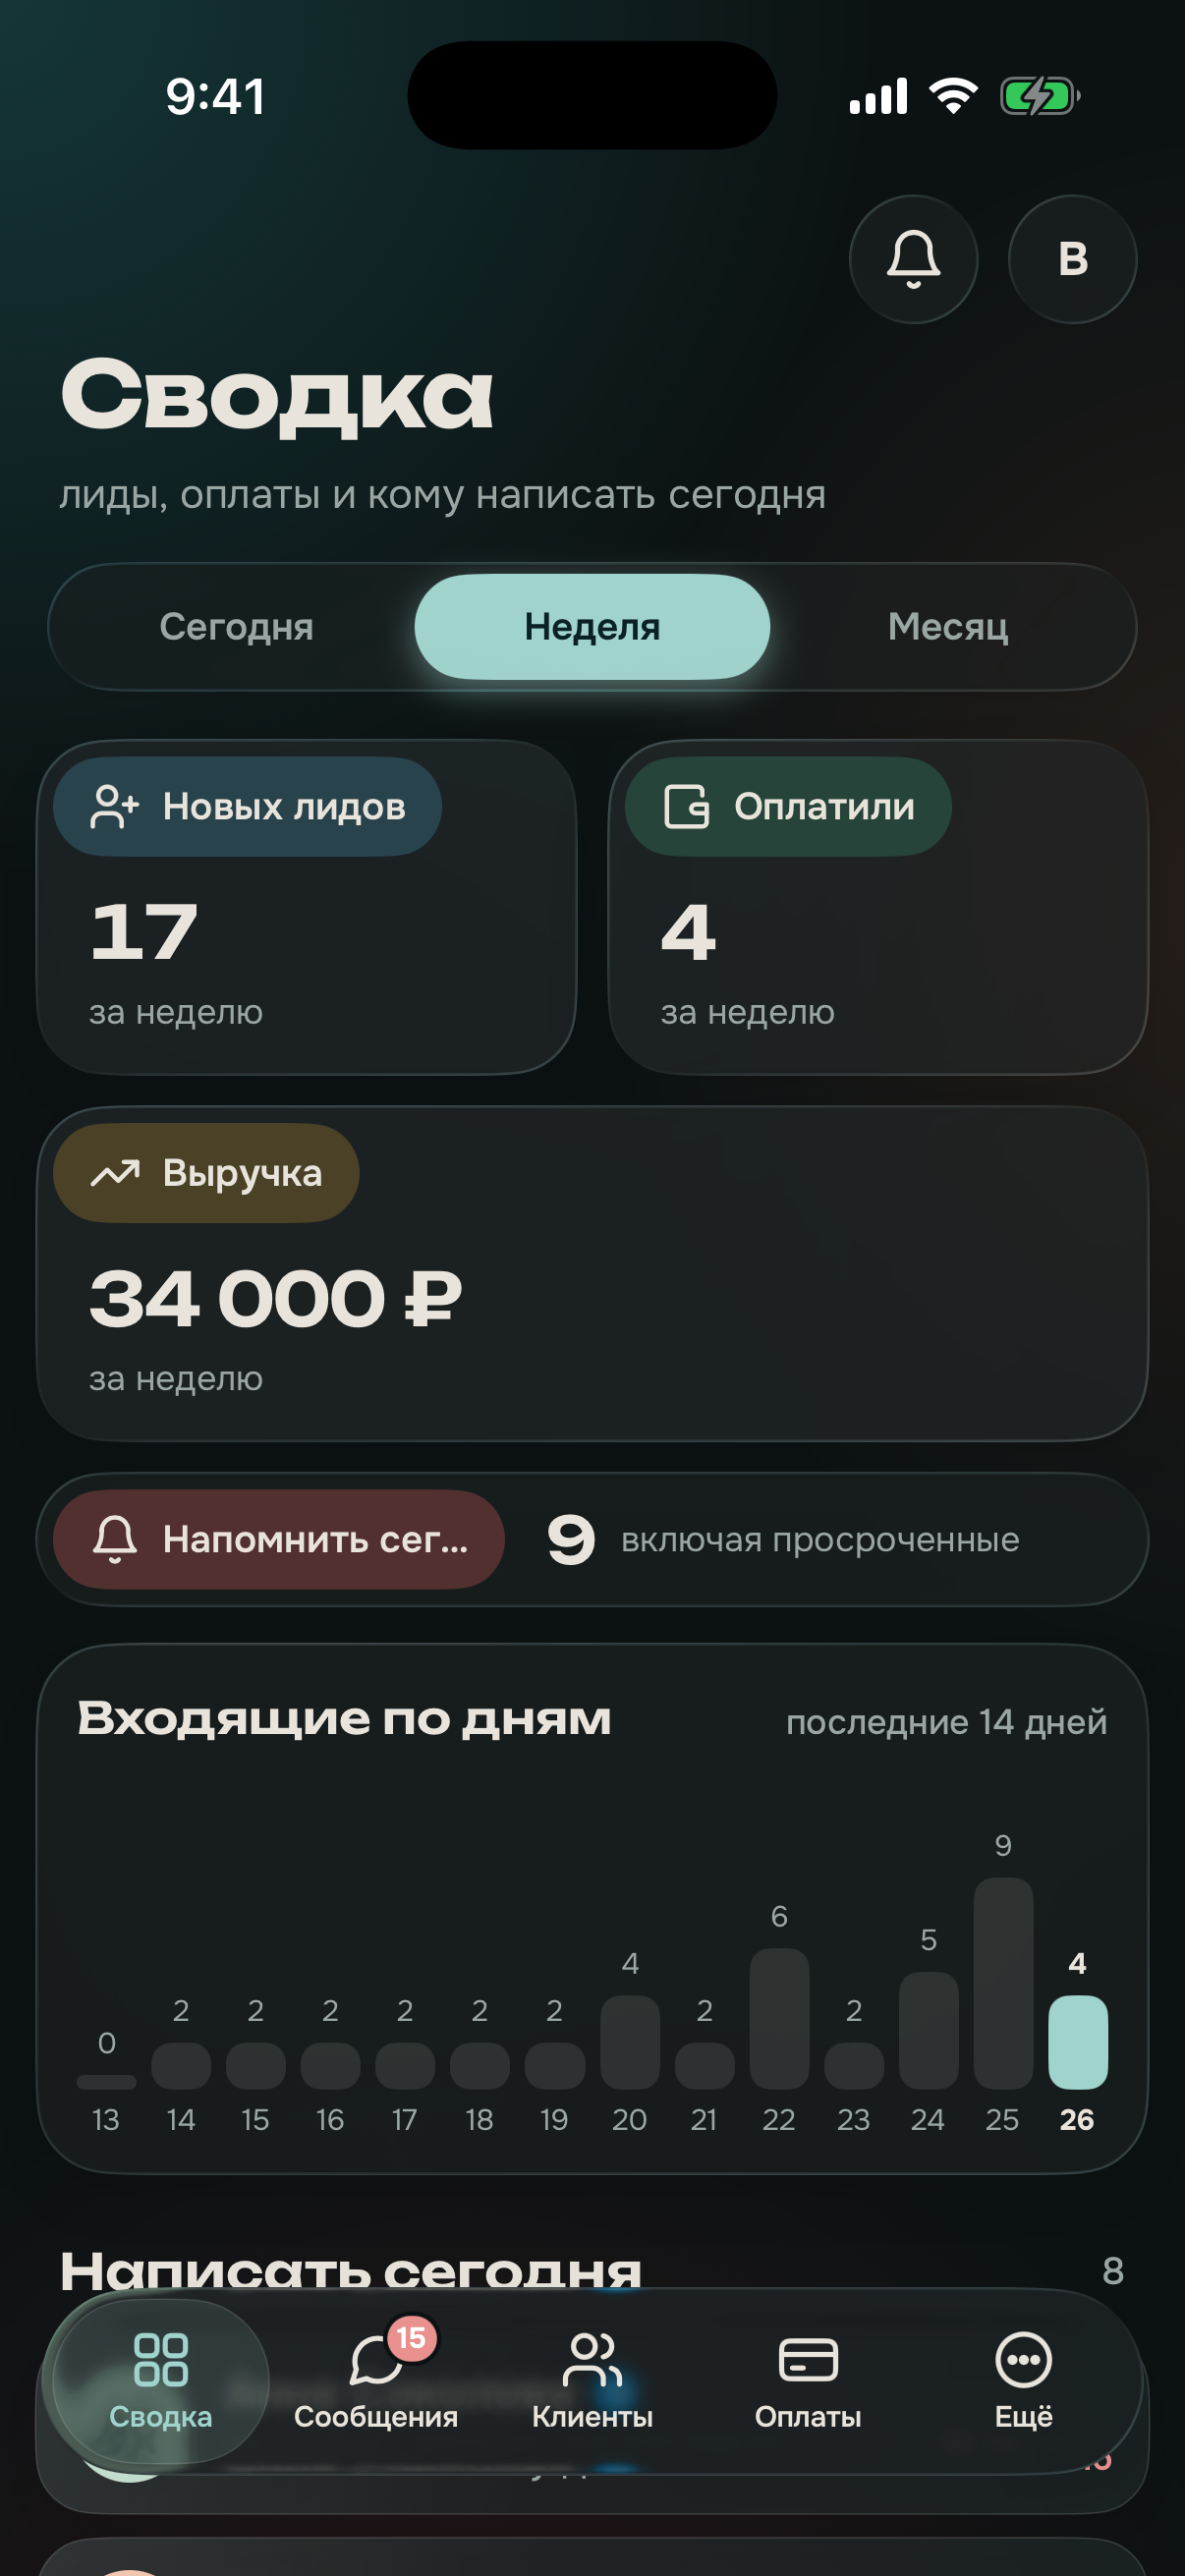 9:41
B
Сводка
лиды, оплаты и кому написать сегодня
Сегодня Неделя Месяц
Новых лидов
17
за неделю
Оплатили
4
за неделю
Выручка
34 000 ₽
за неделю
Напомнить сег... 9 включая просроченные
Входящие по дням последние 14 дней
0 2 2 2 2 2 2 4 2 6 2 5 9 4
13 14 15 16 17 18 19 20 21 22 23 24 25 26
Написать сегодня 8
15
Сводка Сообщения Клиенты Оплаты Ещё